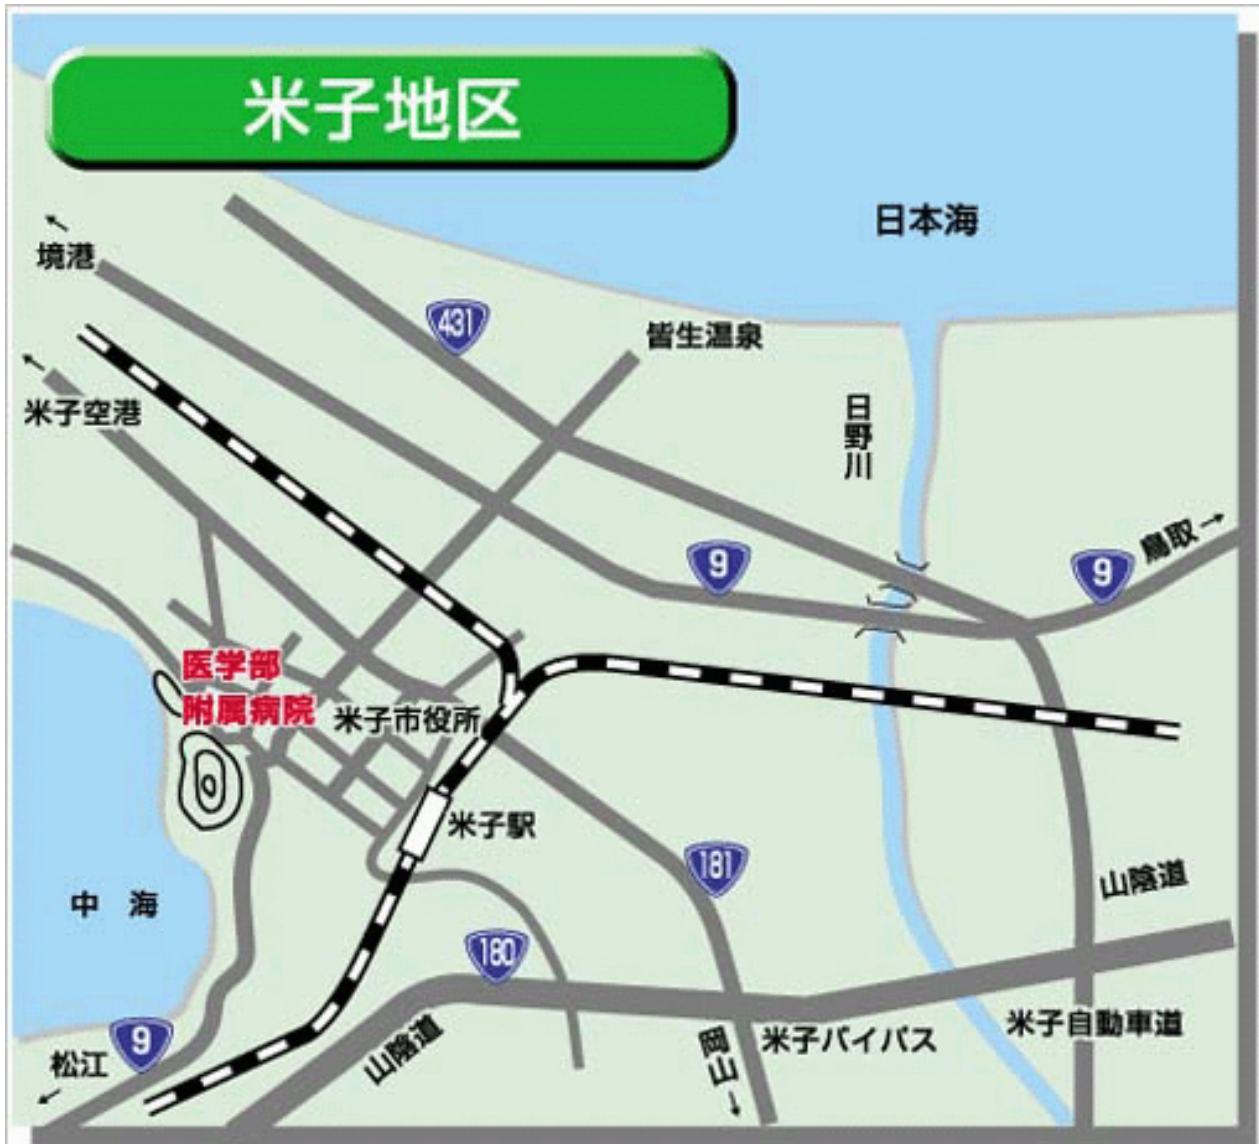 米子地区
日本海
境港
431
皆生温泉
米子空港
日野川
9
9
鳥取
医学部
附属病院
米子市役所
米子駅
181
山陰道
中 海
180
9
松江
山陰道
岡山
米子バイパス
米子自動車道